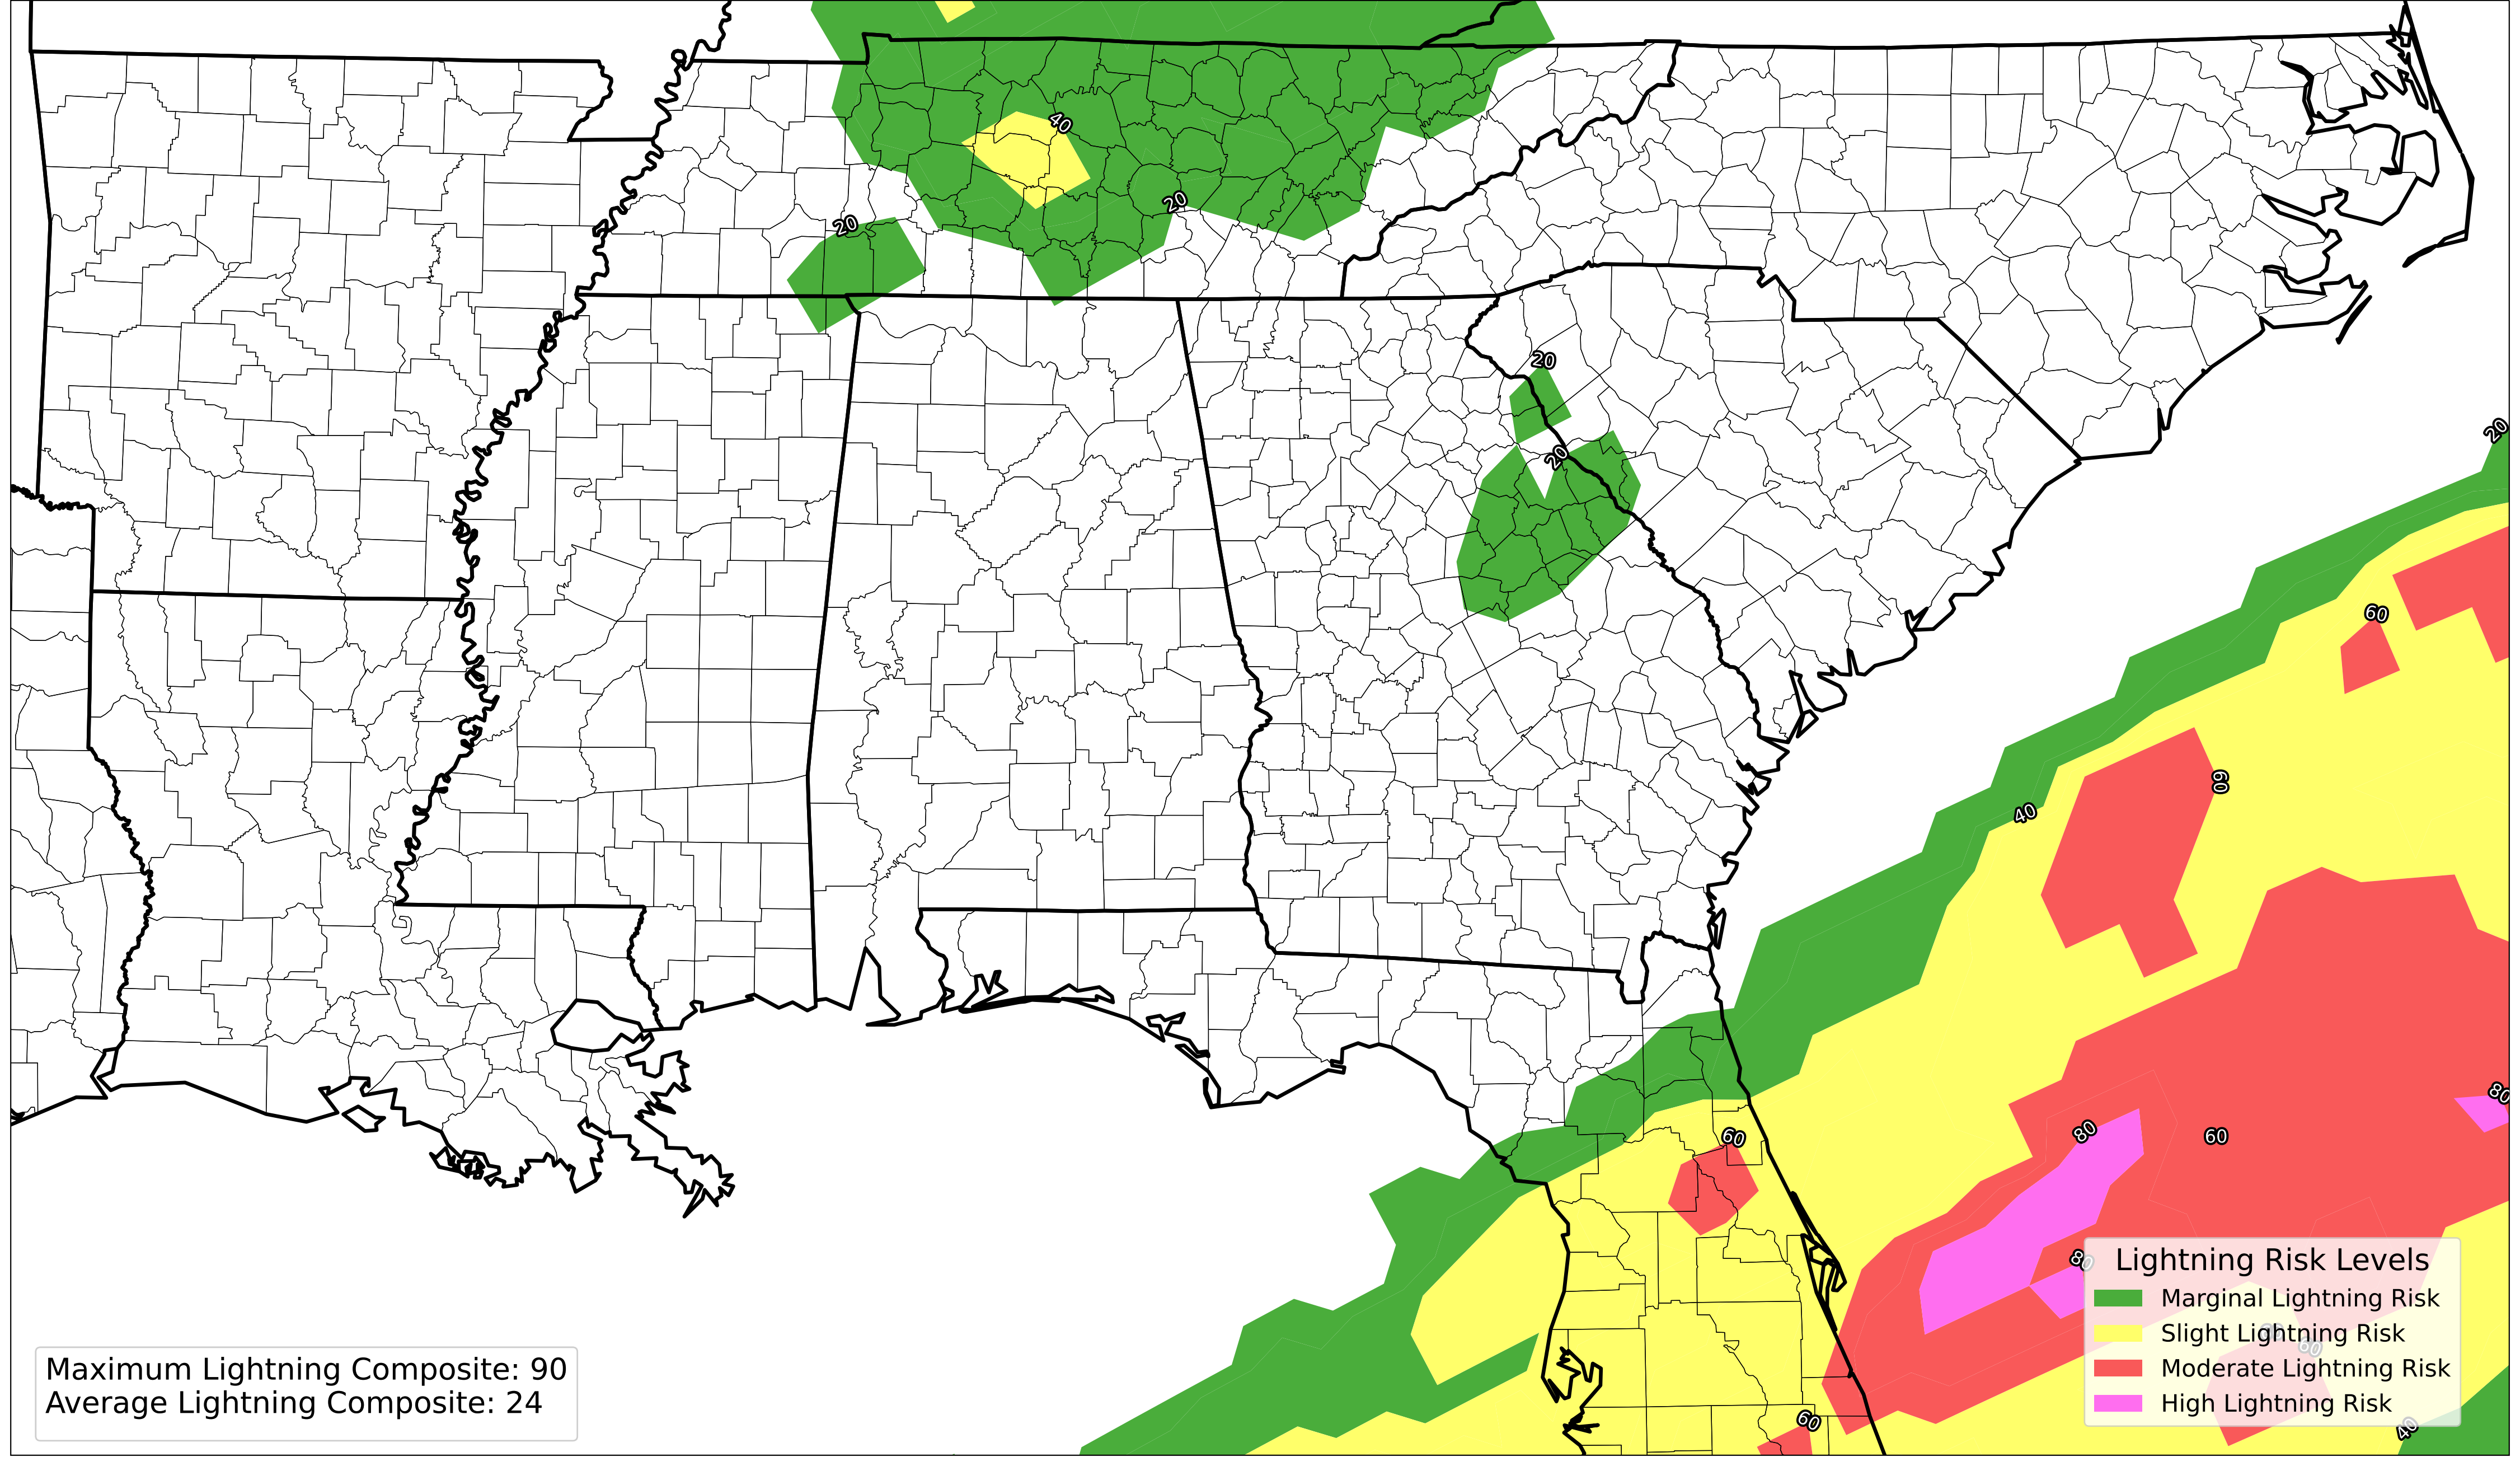 40
20
20
20
20
20
60
60
40
80
80
60
60
80
Lightning Risk Levels
Marginal Lightning Risk
Slight Lightning Risk
Moderate Lightning Risk
High Lightning Risk
60
40
Maximum Lightning Composite: 90
Average Lightning Composite: 24